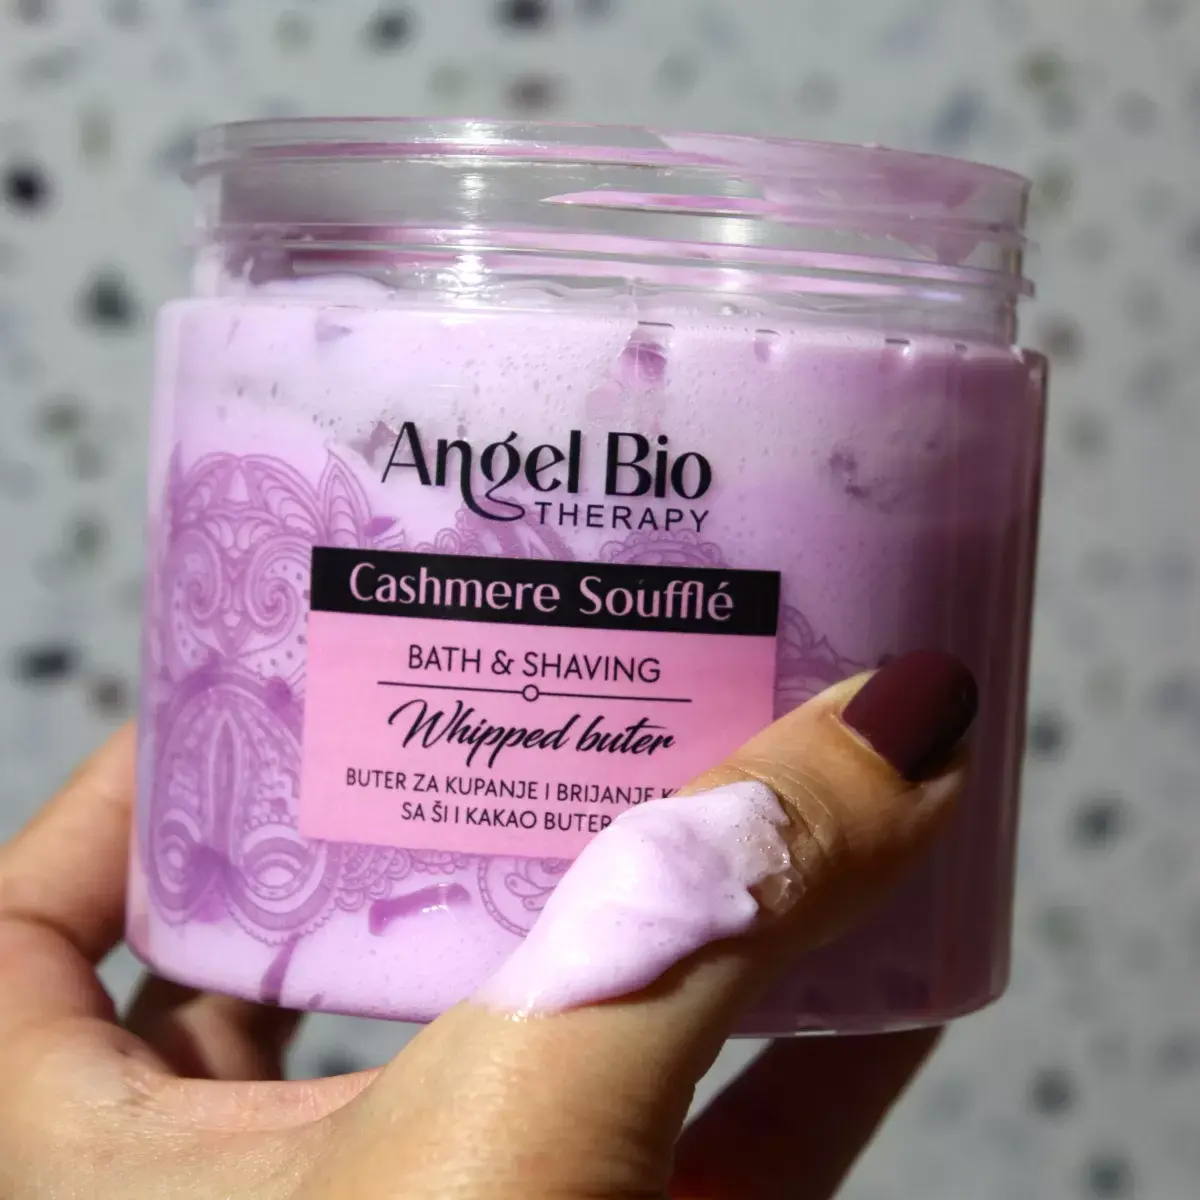 Angel Bio
THERAPY
Cashmere Soufflé
BATH & SHAVING
Whipped buter
BUTER ZA KUPANJE I BRIJANJE
SA ŠI I KAKAO BUTER